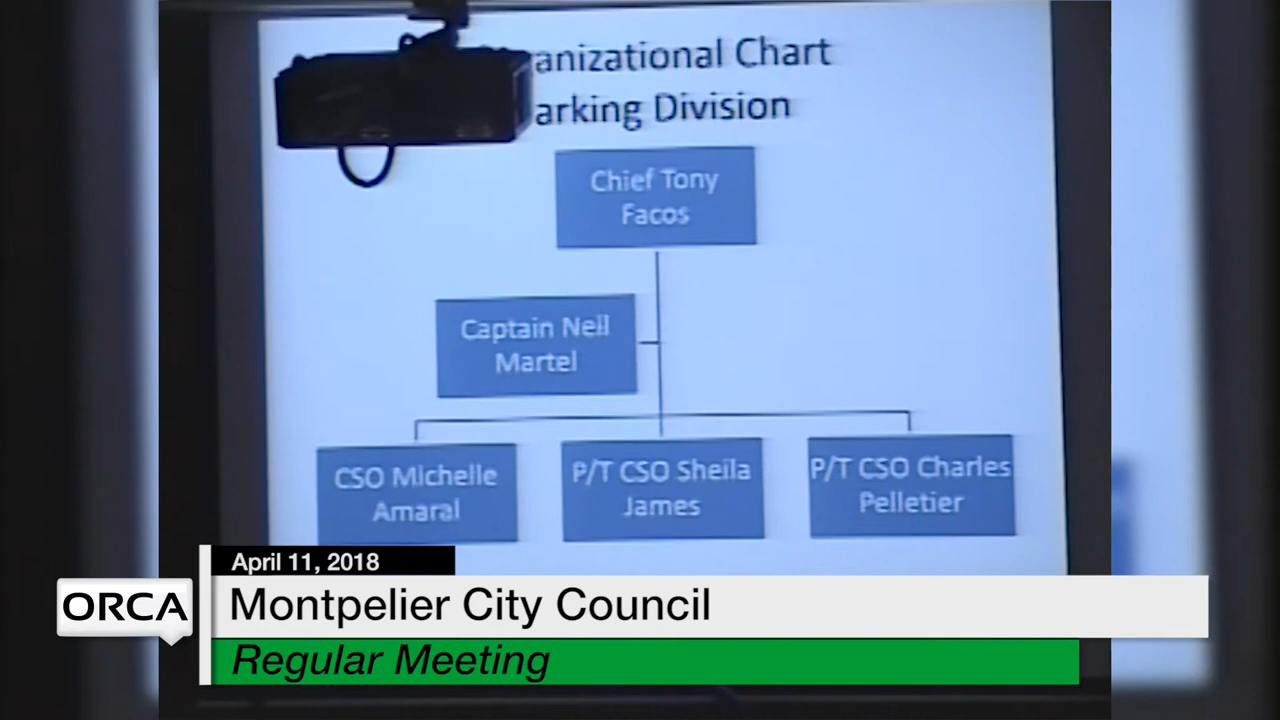 anizational Chart
arking Division
Chief Tony
Facos
Captain Neil
Martel
CSO Michelle
Amaral
P/T CSO Sheila
James
P/T CSO Charles
Pelletier
April 11, 2018
ORCA
Montpelier City Council
Regular Meeting